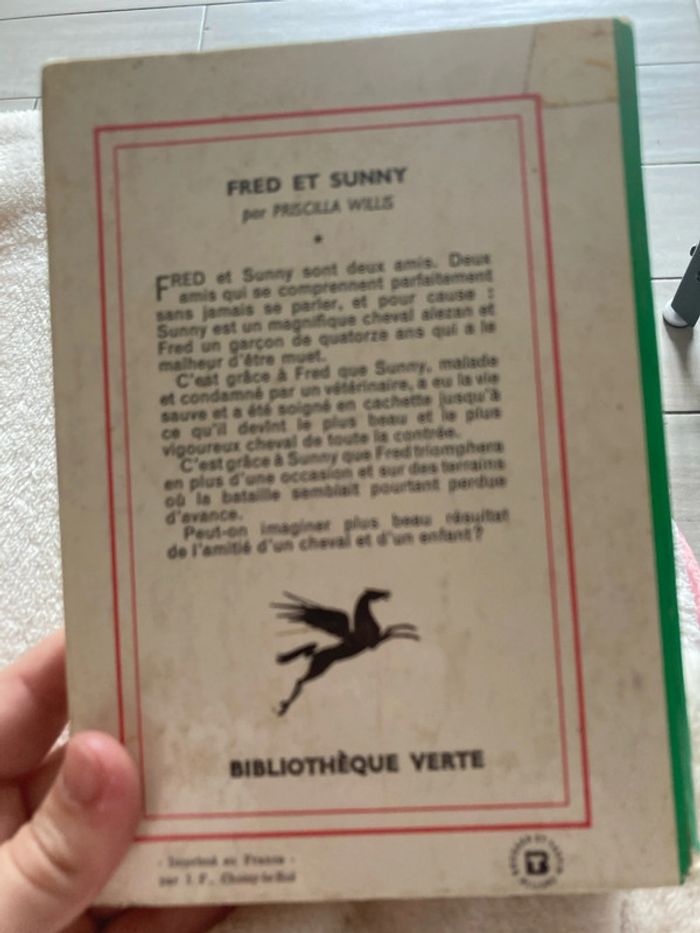 FRED ET SUNNY
par PRISCILLA WILLIS
FRED et Sunny sont deux amis. Deux
amis qui se comprennent parfaitement
sans jamais se parler, et pour cause :
Sunny est un magnifique cheval alezan et
Fred un garçon de quatorze ans qui a le
malheur d'être muet.
C'est grâce à Fred que Sunny, malade
et condamné par un vétérinaire, a eu la vie
sauve et a été soigné en cachette jusqu'à
ce qu'il devint le plus beau et le plus
vigoureux cheval de toute la contrée.
C'est grâce à Sunny que Fred triomphera
en plus d'une occasion et sur des terrains
où la bataille semblait pourtant perdue
d'avance.
Peut-on imaginer plus beau résultat
de l'amitié d'un cheval et d'un enfant?
BIBLIOTHÈQUE VERTE
- Imprimé en France -
par I. F., Choisy-le-Roi